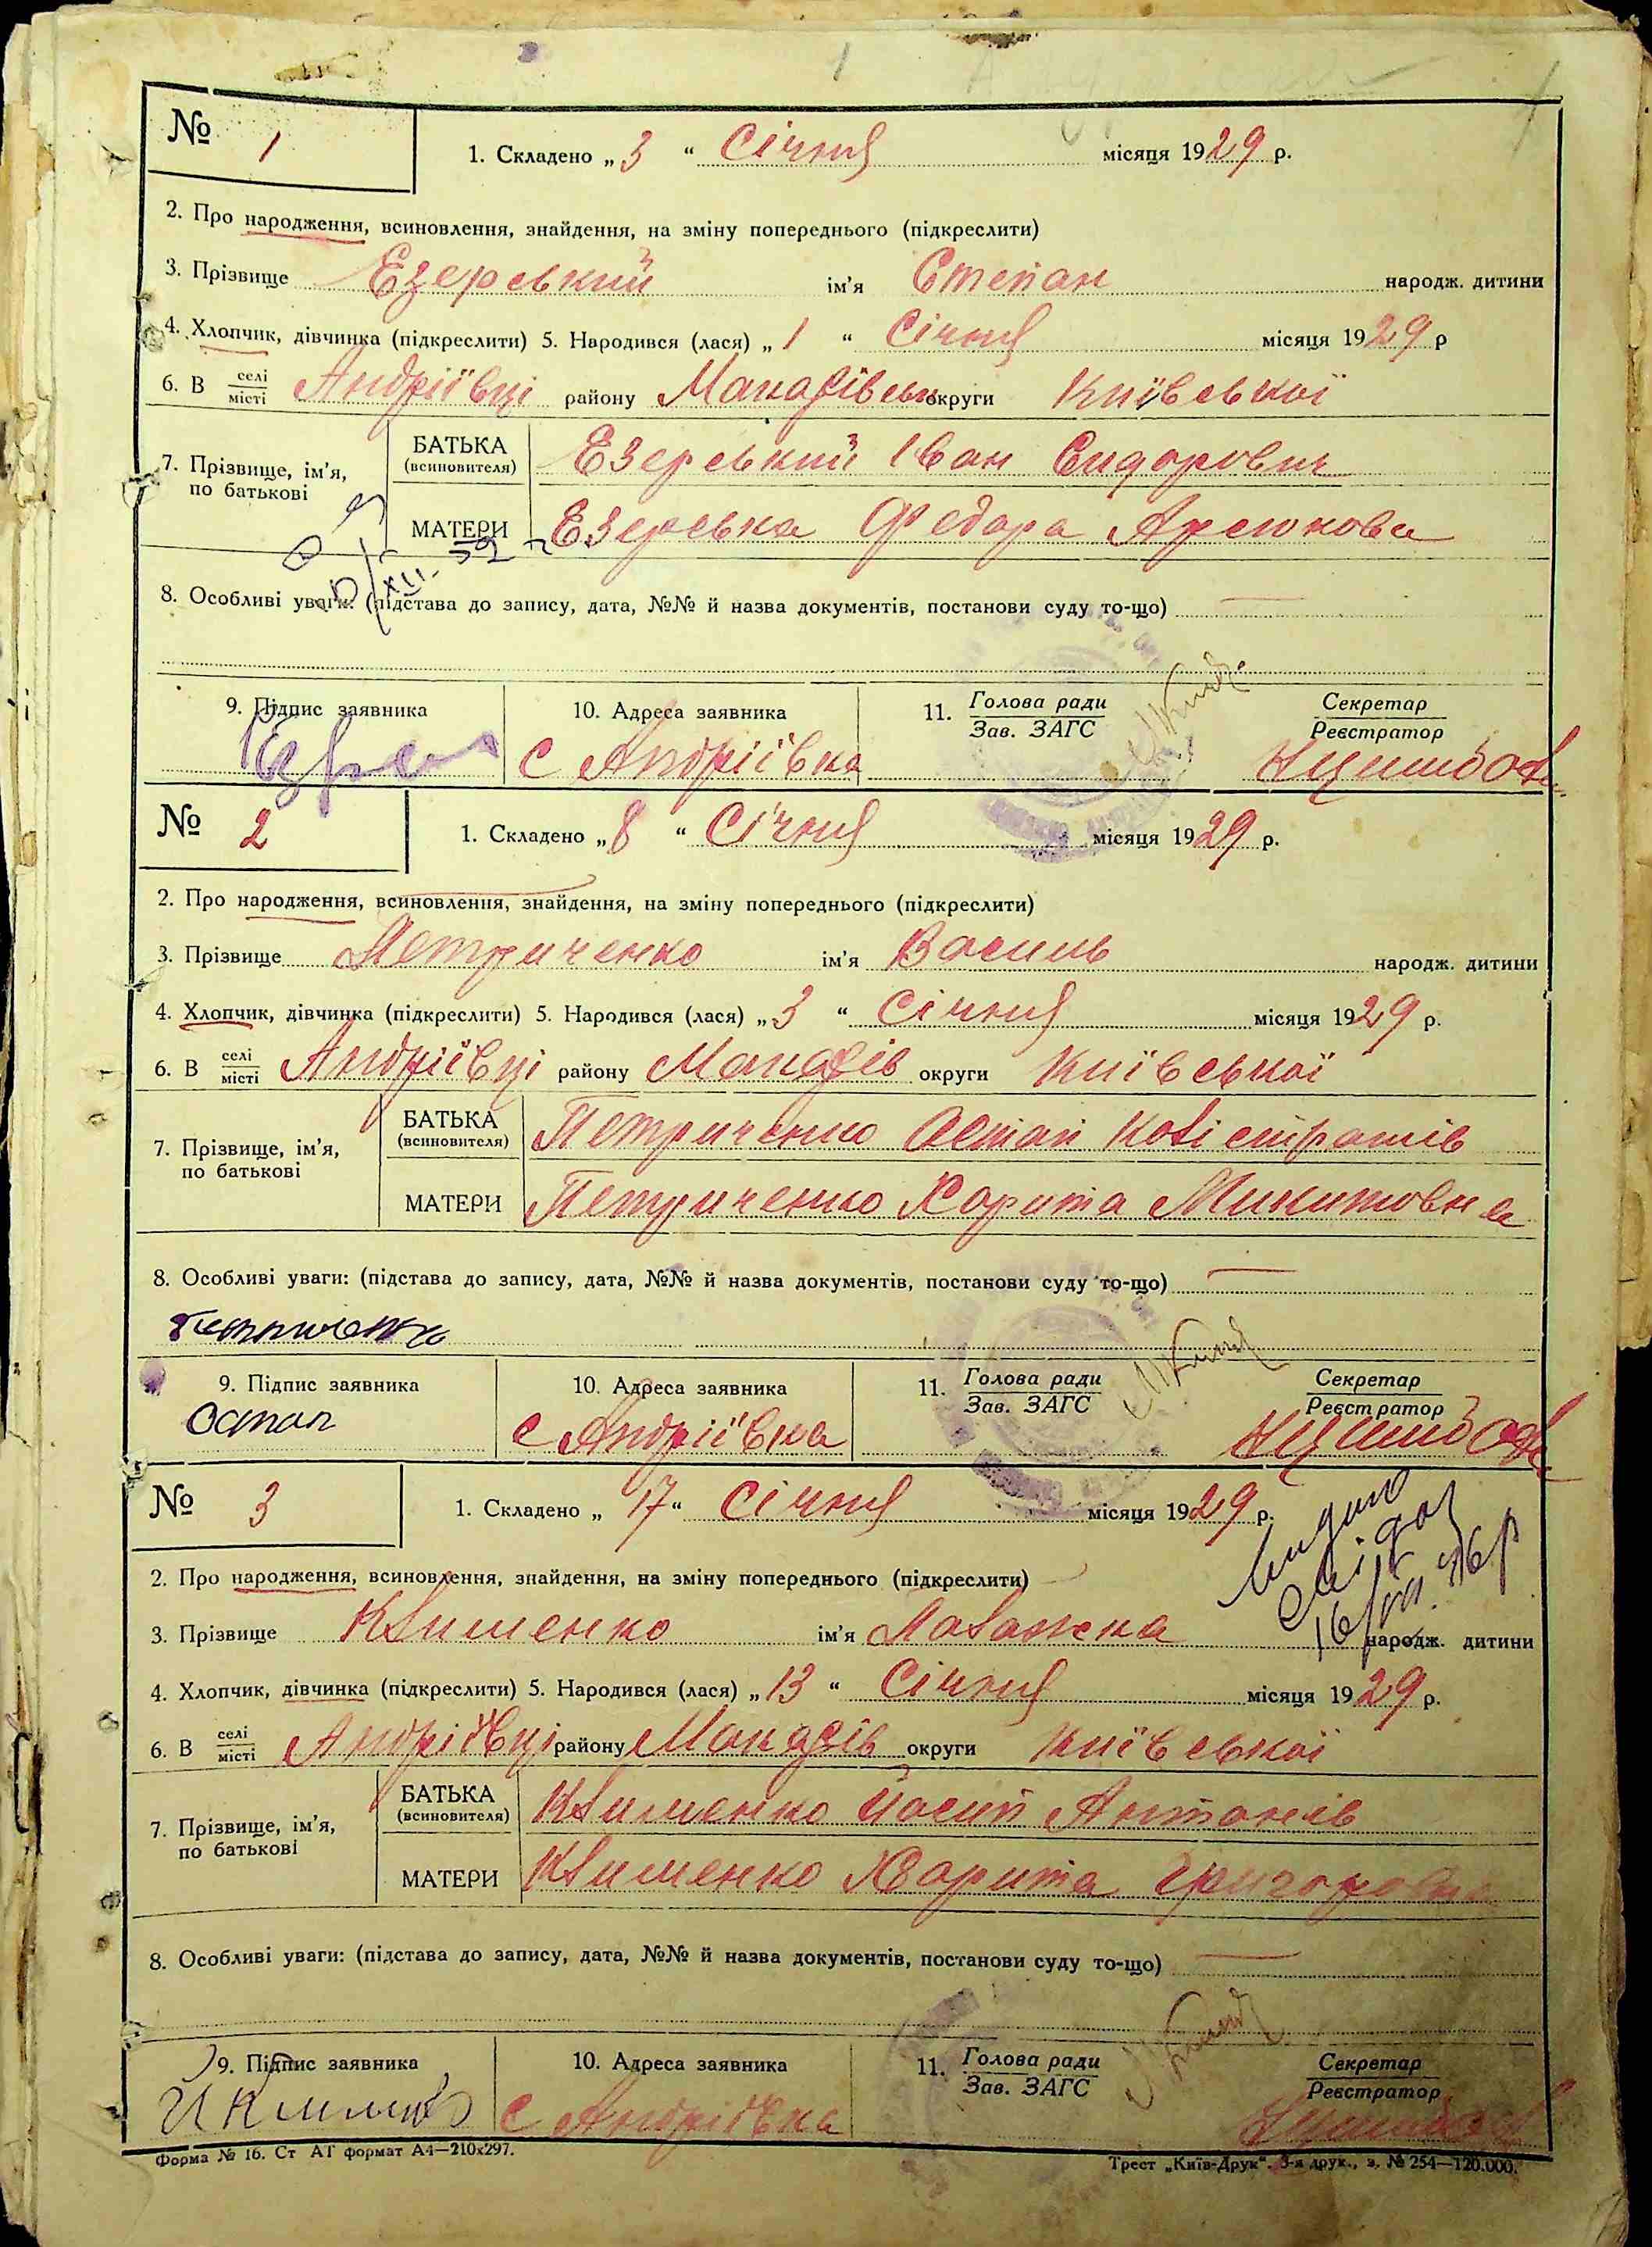 № 1
1. Складено „ 3 “ Січня місяця 1929 р.
2. Про народження, всиновлення, знайдення, на зміну попереднього (підкреслити)
3. Прізвище Езерський ім'я Степан народж. дитини
4. Хлопчик, дівчинка (підкреслити) 5. Народився (лася) „ 1 “ Січня місяця 1929 р
6. В селі/місті Андріївці району Макарівськ округи Київської
7. Прізвище, ім'я, по батькові
БАТЬКА (всиновителя) Езерський Іван Сидорович
МАТЕРИ Езерська Федора Арсюкова
8. Особливі уваги: (підстава до запису, дата, №№ й назва документів, постанови суду то-що)
9. Підпис заявника 10. Адреса заявника 11. Голова ради Секретар
Зав. ЗАГС Реєстратор
с Андріївка
№ 2
1. Складено „ 8 “ Січня місяця 1929 р.
2. Про народження, всиновлення, знайдення, на зміну попереднього (підкреслити)
3. Прізвище Петриченко ім'я Василь народж. дитини
4. Хлопчик, дівчинка (підкреслити) 5. Народився (лася) „ 3 “ Січня місяця 1929 р.
6. В селі/місті Андріївці району Макарів округи Київської
7. Прізвище, ім'я, по батькові
БАТЬКА (всиновителя) Петриченко Остап Калістратів
МАТЕРИ Петриченко Харита Микитовна
8. Особливі уваги: (підстава до запису, дата, №№ й назва документів, постанови суду то-що)
Петриченко
9. Підпис заявника 10. Адреса заявника 11. Голова ради Секретар
Зав. ЗАГС Реєстратор
Остап с Андріївка
№ 3
1. Складено „ 17 “ Січня місяця 1929 р.
2. Про народження, всиновлення, знайдення, на зміну попереднього (підкреслити)
3. Прізвище Клименко ім'я Палажка народж. дитини
4. Хлопчик, дівчинка (підкреслити) 5. Народився (лася) „ 13 “ Січня місяця 1929 р.
6. В селі/місті Андріївці району Макарів округи Київської
7. Прізвище, ім'я, по батькові
БАТЬКА (всиновителя) Клименко Йосип Антонів
МАТЕРИ Клименко Харита Григоровна
8. Особливі уваги: (підстава до запису, дата, №№ й назва документів, постанови суду то-що)
9. Підпис заявника 10. Адреса заявника 11. Голова ради Секретар
Зав. ЗАГС Реєстратор
с Андріївка
Форма № 16. Ст АГ формат А4—210х297.
Трест „Київ-Друк“. 3-я друк., з. № 254—120.000.